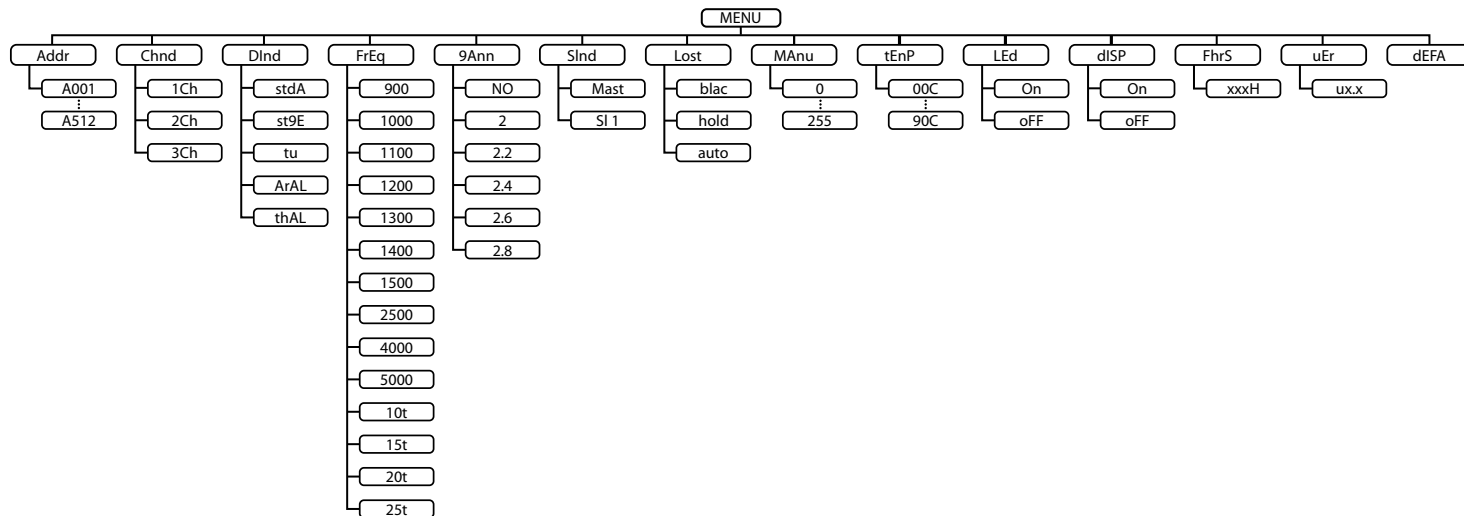 MENU
Addr Chnd DInd FrEq 9Ann SInd Lost MAnu tEnP LEd dISP FhrS uEr dEFA
A001 1Ch stdA 900 NO Mast blac 0 00C On On xxxH ux.x
A512 2Ch st9E 1000 2 SI 1 hold 255 90C oFF oFF
3Ch tu 1100 2.2 auto
ArAL 1200 2.4
thAL 1300 2.6
1400 2.8
1500
2500
4000
5000
10t
15t
20t
25t